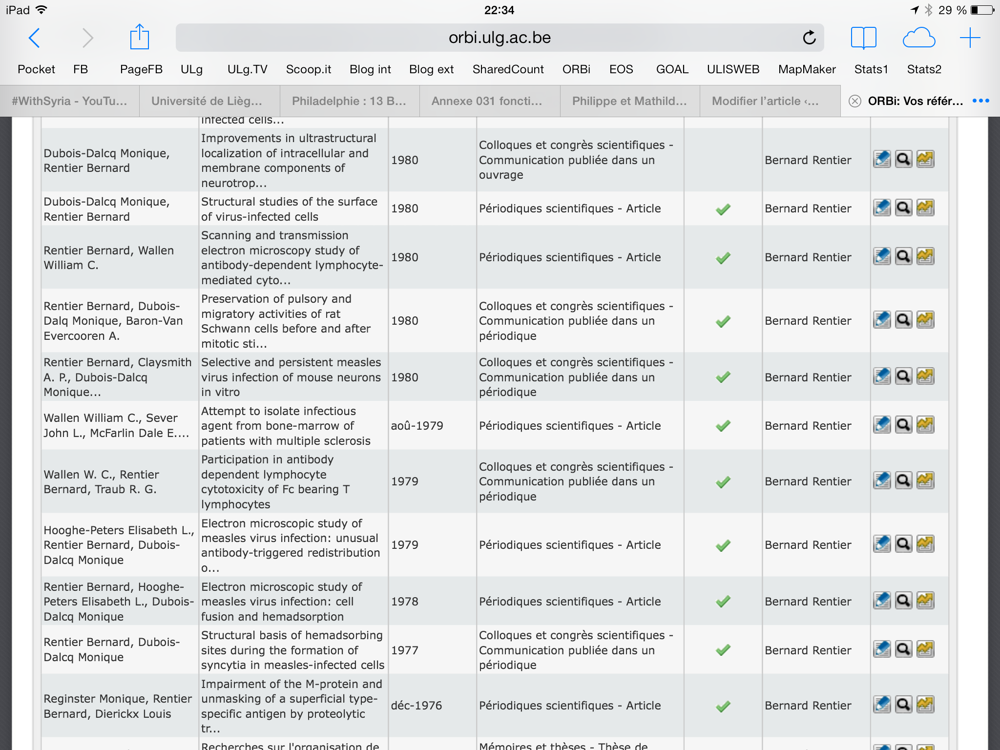 iPad 22:34 29 %
orbi.ulg.ac.be
Pocket FB PageFB ULg ULg.TV Scoop.it Blog int Blog ext SharedCount ORBi EOS GOAL ULISWEB MapMaker Stats1 Stats2
#WithSyria - YouTu... Université de Lièg... Philadelphie : 13 B... Annexe 031 foncti... Philippe et Mathild... Modifier l'article ‹... ORBi: Vos référ...
infected cells...
Dubois-Dalcq Monique,
Rentier Bernard
Improvements in ultrastructural
localization of intracellular and
membrane components of
neurotrop...
1980
Colloques et congrès scientifiques -
Communication publiée dans un
ouvrage
Bernard Rentier
Dubois-Dalcq Monique,
Rentier Bernard
Structural studies of the surface
of virus-infected cells
1980
Périodiques scientifiques - Article
Bernard Rentier
Rentier Bernard, Wallen
William C.
Scanning and transmission
electron microscopy study of
antibody-dependent lymphocyte-
mediated cyto...
1980
Périodiques scientifiques - Article
Bernard Rentier
Rentier Bernard, Dubois-
Dalq Monique, Baron-Van
Evercooren A.
Preservation of pulsory and
migratory activities of rat
Schwann cells before and after
mitotic sti...
1980
Colloques et congrès scientifiques -
Communication publiée dans un
périodique
Bernard Rentier
Rentier Bernard, Claysmith
A. P., Dubois-Dalcq
Monique...
Selective and persistent measles
virus infection of mouse neurons
in vitro
1980
Colloques et congrès scientifiques -
Communication publiée dans un
périodique
Bernard Rentier
Wallen William C., Sever
John L., McFarlin Dale E....
Attempt to isolate infectious
agent from bone-marrow of
patients with multiple sclerosis
aoû-1979
Périodiques scientifiques - Article
Bernard Rentier
Wallen W. C., Rentier
Bernard, Traub R. G.
Participation in antibody
dependent lymphocyte
cytotoxicity of Fc bearing T
lymphocytes
1979
Colloques et congrès scientifiques -
Communication publiée dans un
périodique
Bernard Rentier
Hooghe-Peters Elisabeth L.,
Rentier Bernard, Dubois-
Dalcq Monique
Electron microscopic study of
measles virus infection: unusual
antibody-triggered redistribution
o...
1979
Périodiques scientifiques - Article
Bernard Rentier
Rentier Bernard, Hooghe-
Peters Elisabeth L., Dubois-
Dalcq Monique
Electron microscopic study of
measles virus infection: cell
fusion and hemadsorption
1978
Périodiques scientifiques - Article
Bernard Rentier
Rentier Bernard, Dubois-
Dalcq Monique
Structural basis of hemadsorbing
sites during the formation of
syncytia in measles-infected cells
1977
Colloques et congrès scientifiques -
Communication publiée dans un
périodique
Bernard Rentier
Reginster Monique, Rentier
Bernard, Dierickx Louis
Impairment of the M-protein and
unmasking of a superficial type-
specific antigen by proteolytic
tr...
déc-1976
Périodiques scientifiques - Article
Bernard Rentier
Recherches sur l'organisation de
Mémoires et thèses - Thèse de